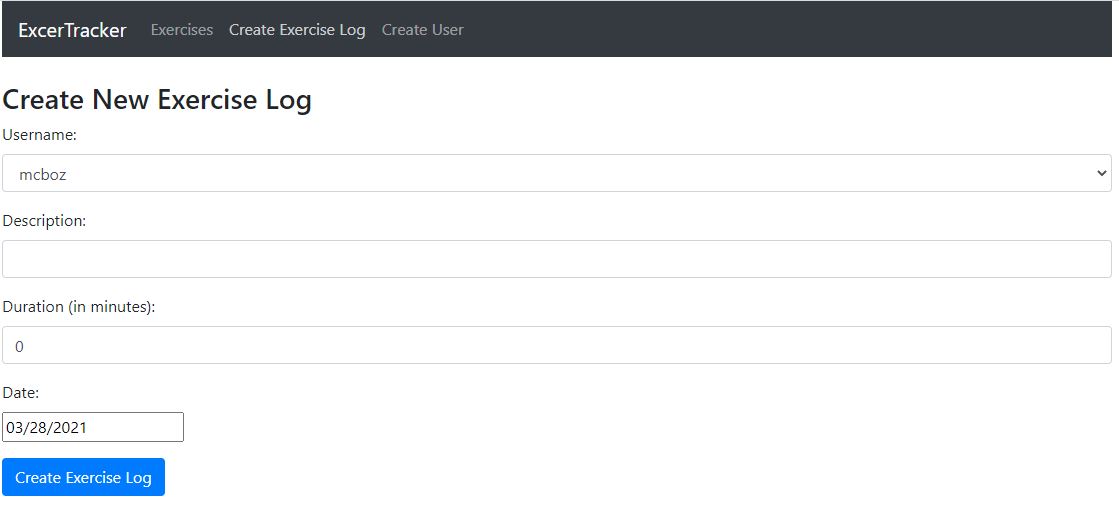 ExcerTracker Exercises Create Exercise Log Create User
Create New Exercise Log
Username:
mcboz
Description:
Duration (in minutes):
0
Date:
03/28/2021
Create Exercise Log